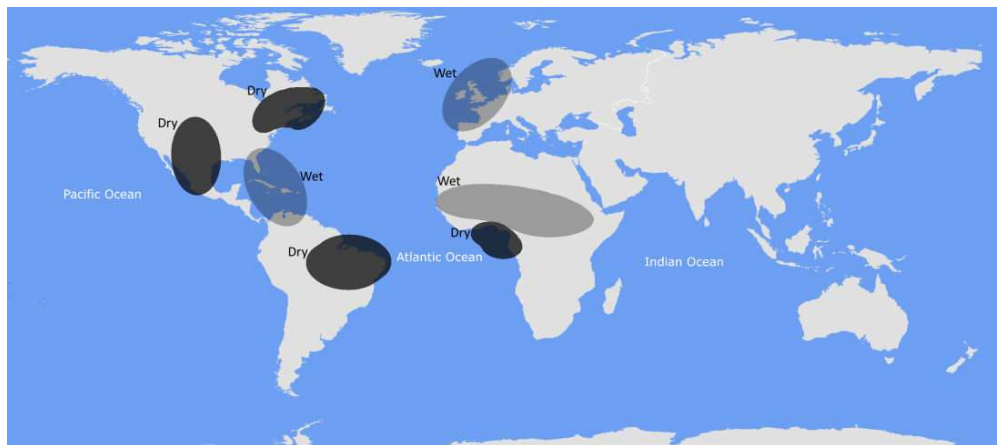 Wet
Dry
Dry
Wet
Wet
Pacific Ocean
Dry
Dry
Atlantic Ocean
Indian Ocean